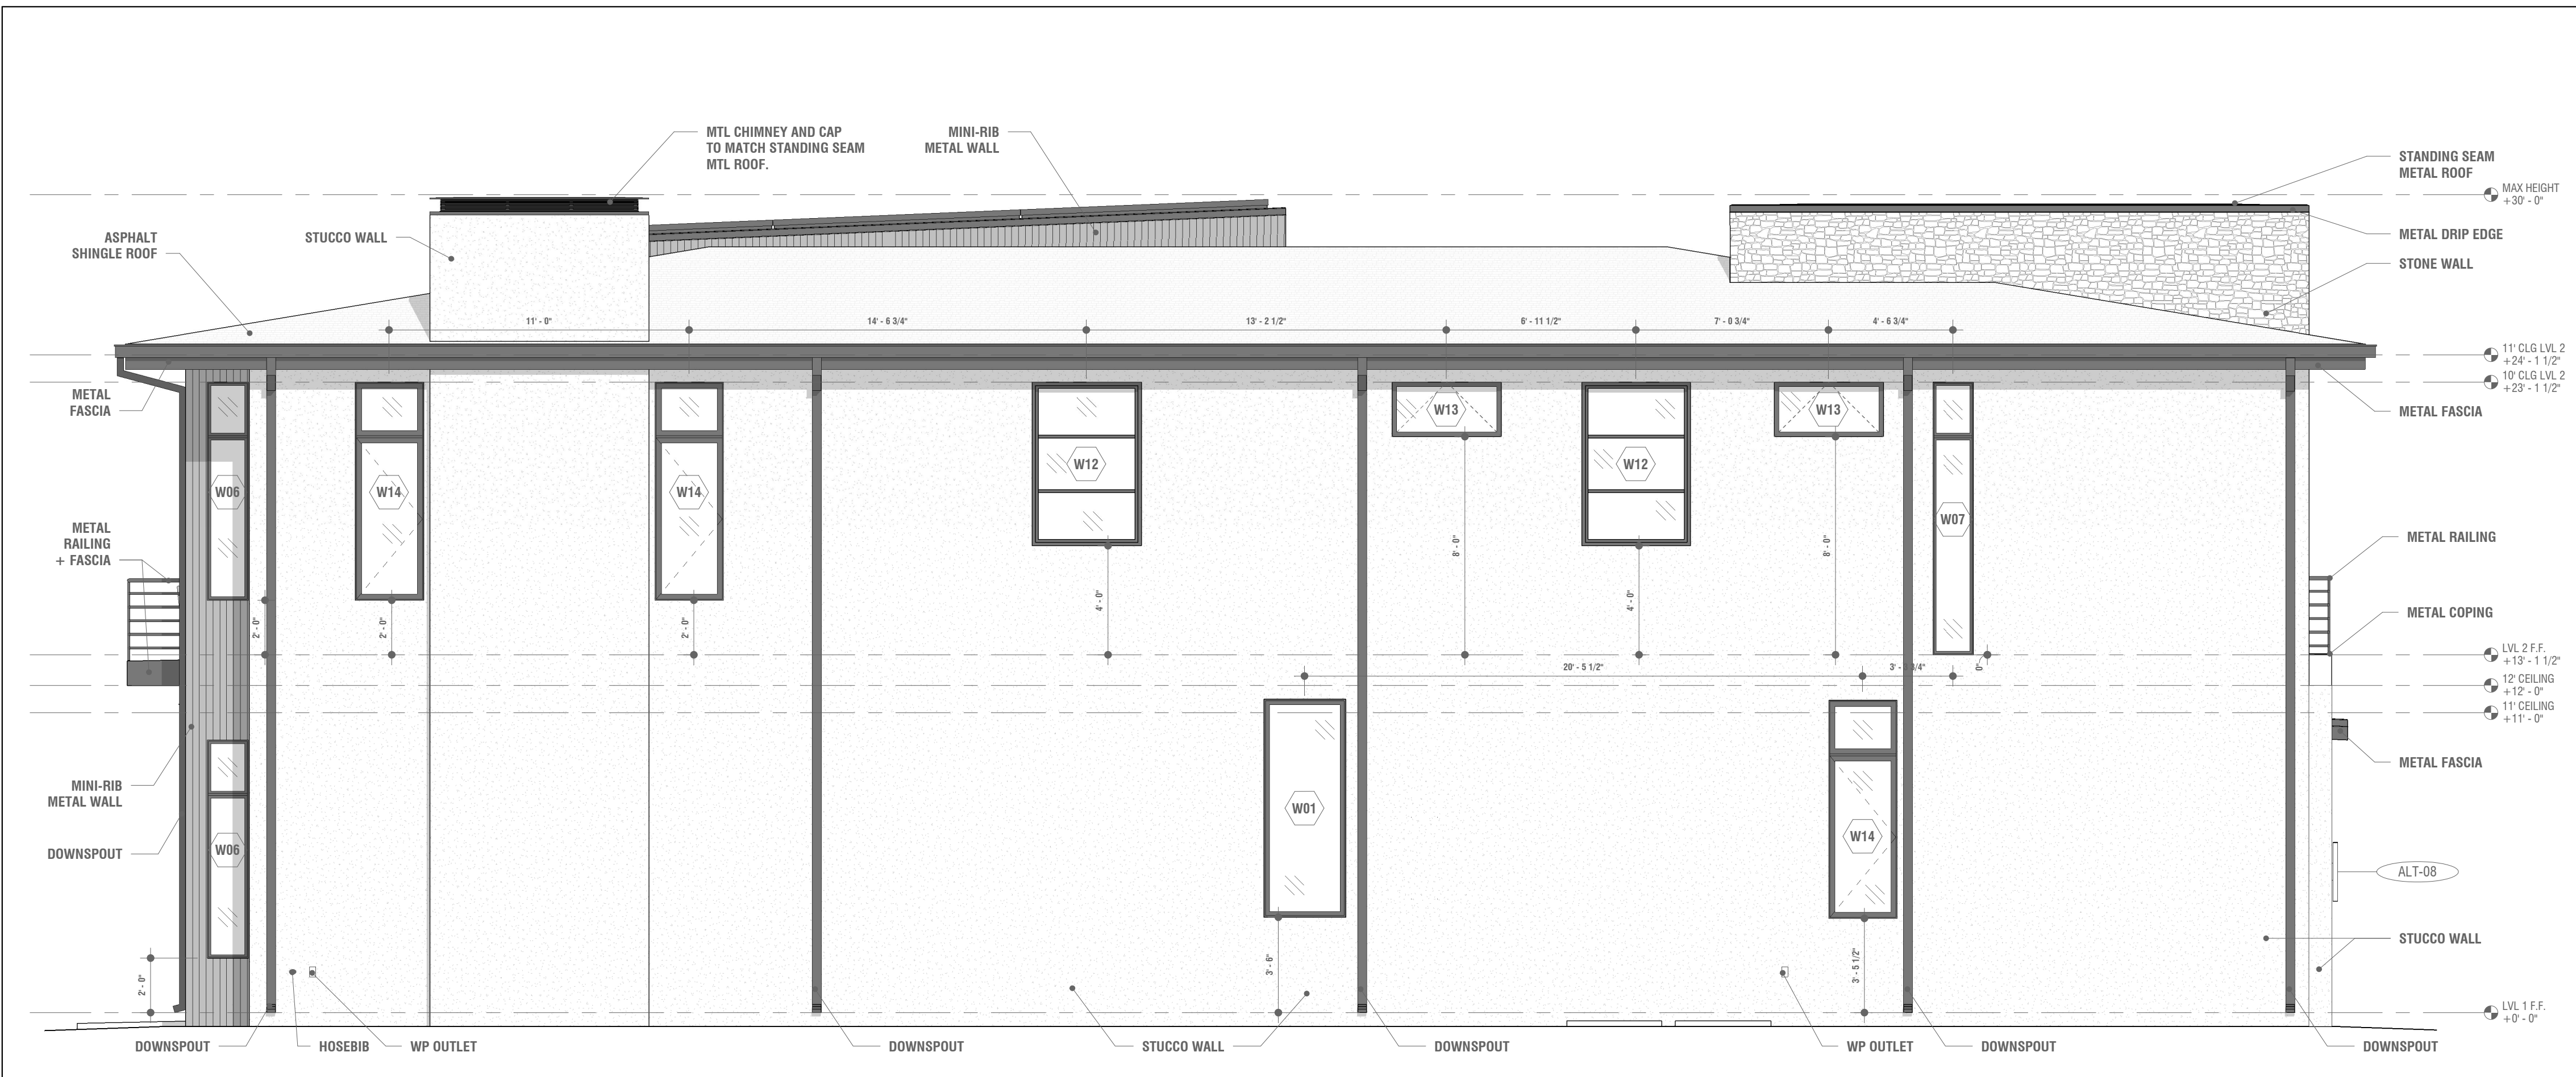 MTL CHIMNEY AND CAP
TO MATCH STANDING SEAM
MTL ROOF.
MINI-RIB
METAL WALL
STANDING SEAM
METAL ROOF
MAX HEIGHT
+30' - 0"
ASPHALT
SHINGLE ROOF
STUCCO WALL
METAL DRIP EDGE
STONE WALL
11' - 0"
14' - 6 3/4"
13' - 2 1/2"
6' - 11 1/2"
7' - 0 3/4"
4' - 6 3/4"
11' CLG LVL 2
+24' - 1 1/2"
10' CLG LVL 2
+23' - 1 1/2"
METAL
FASCIA
METAL FASCIA
W13
W13
W12
W12
W06
W14
W14
W07
METAL
RAILING
+ FASCIA
METAL RAILING
8' - 0"
8' - 0"
4' - 0"
4' - 0"
2' - 0"
2' - 0"
2' - 0"
METAL COPING
LVL 2 F.F.
+13' - 1 1/2"
20' - 5 1/2"
0"
12' CEILING
+12' - 0"
11' CEILING
+11' - 0"
METAL FASCIA
MINI-RIB
METAL WALL
W01
W14
DOWNSPOUT
W06
ALT-08
STUCCO WALL
2' - 0"
3' - 6"
3' - 5 1/2"
LVL 1 F.F.
+0' - 0"
DOWNSPOUT
HOSEBIB
WP OUTLET
DOWNSPOUT
STUCCO WALL
DOWNSPOUT
WP OUTLET
DOWNSPOUT
DOWNSPOUT